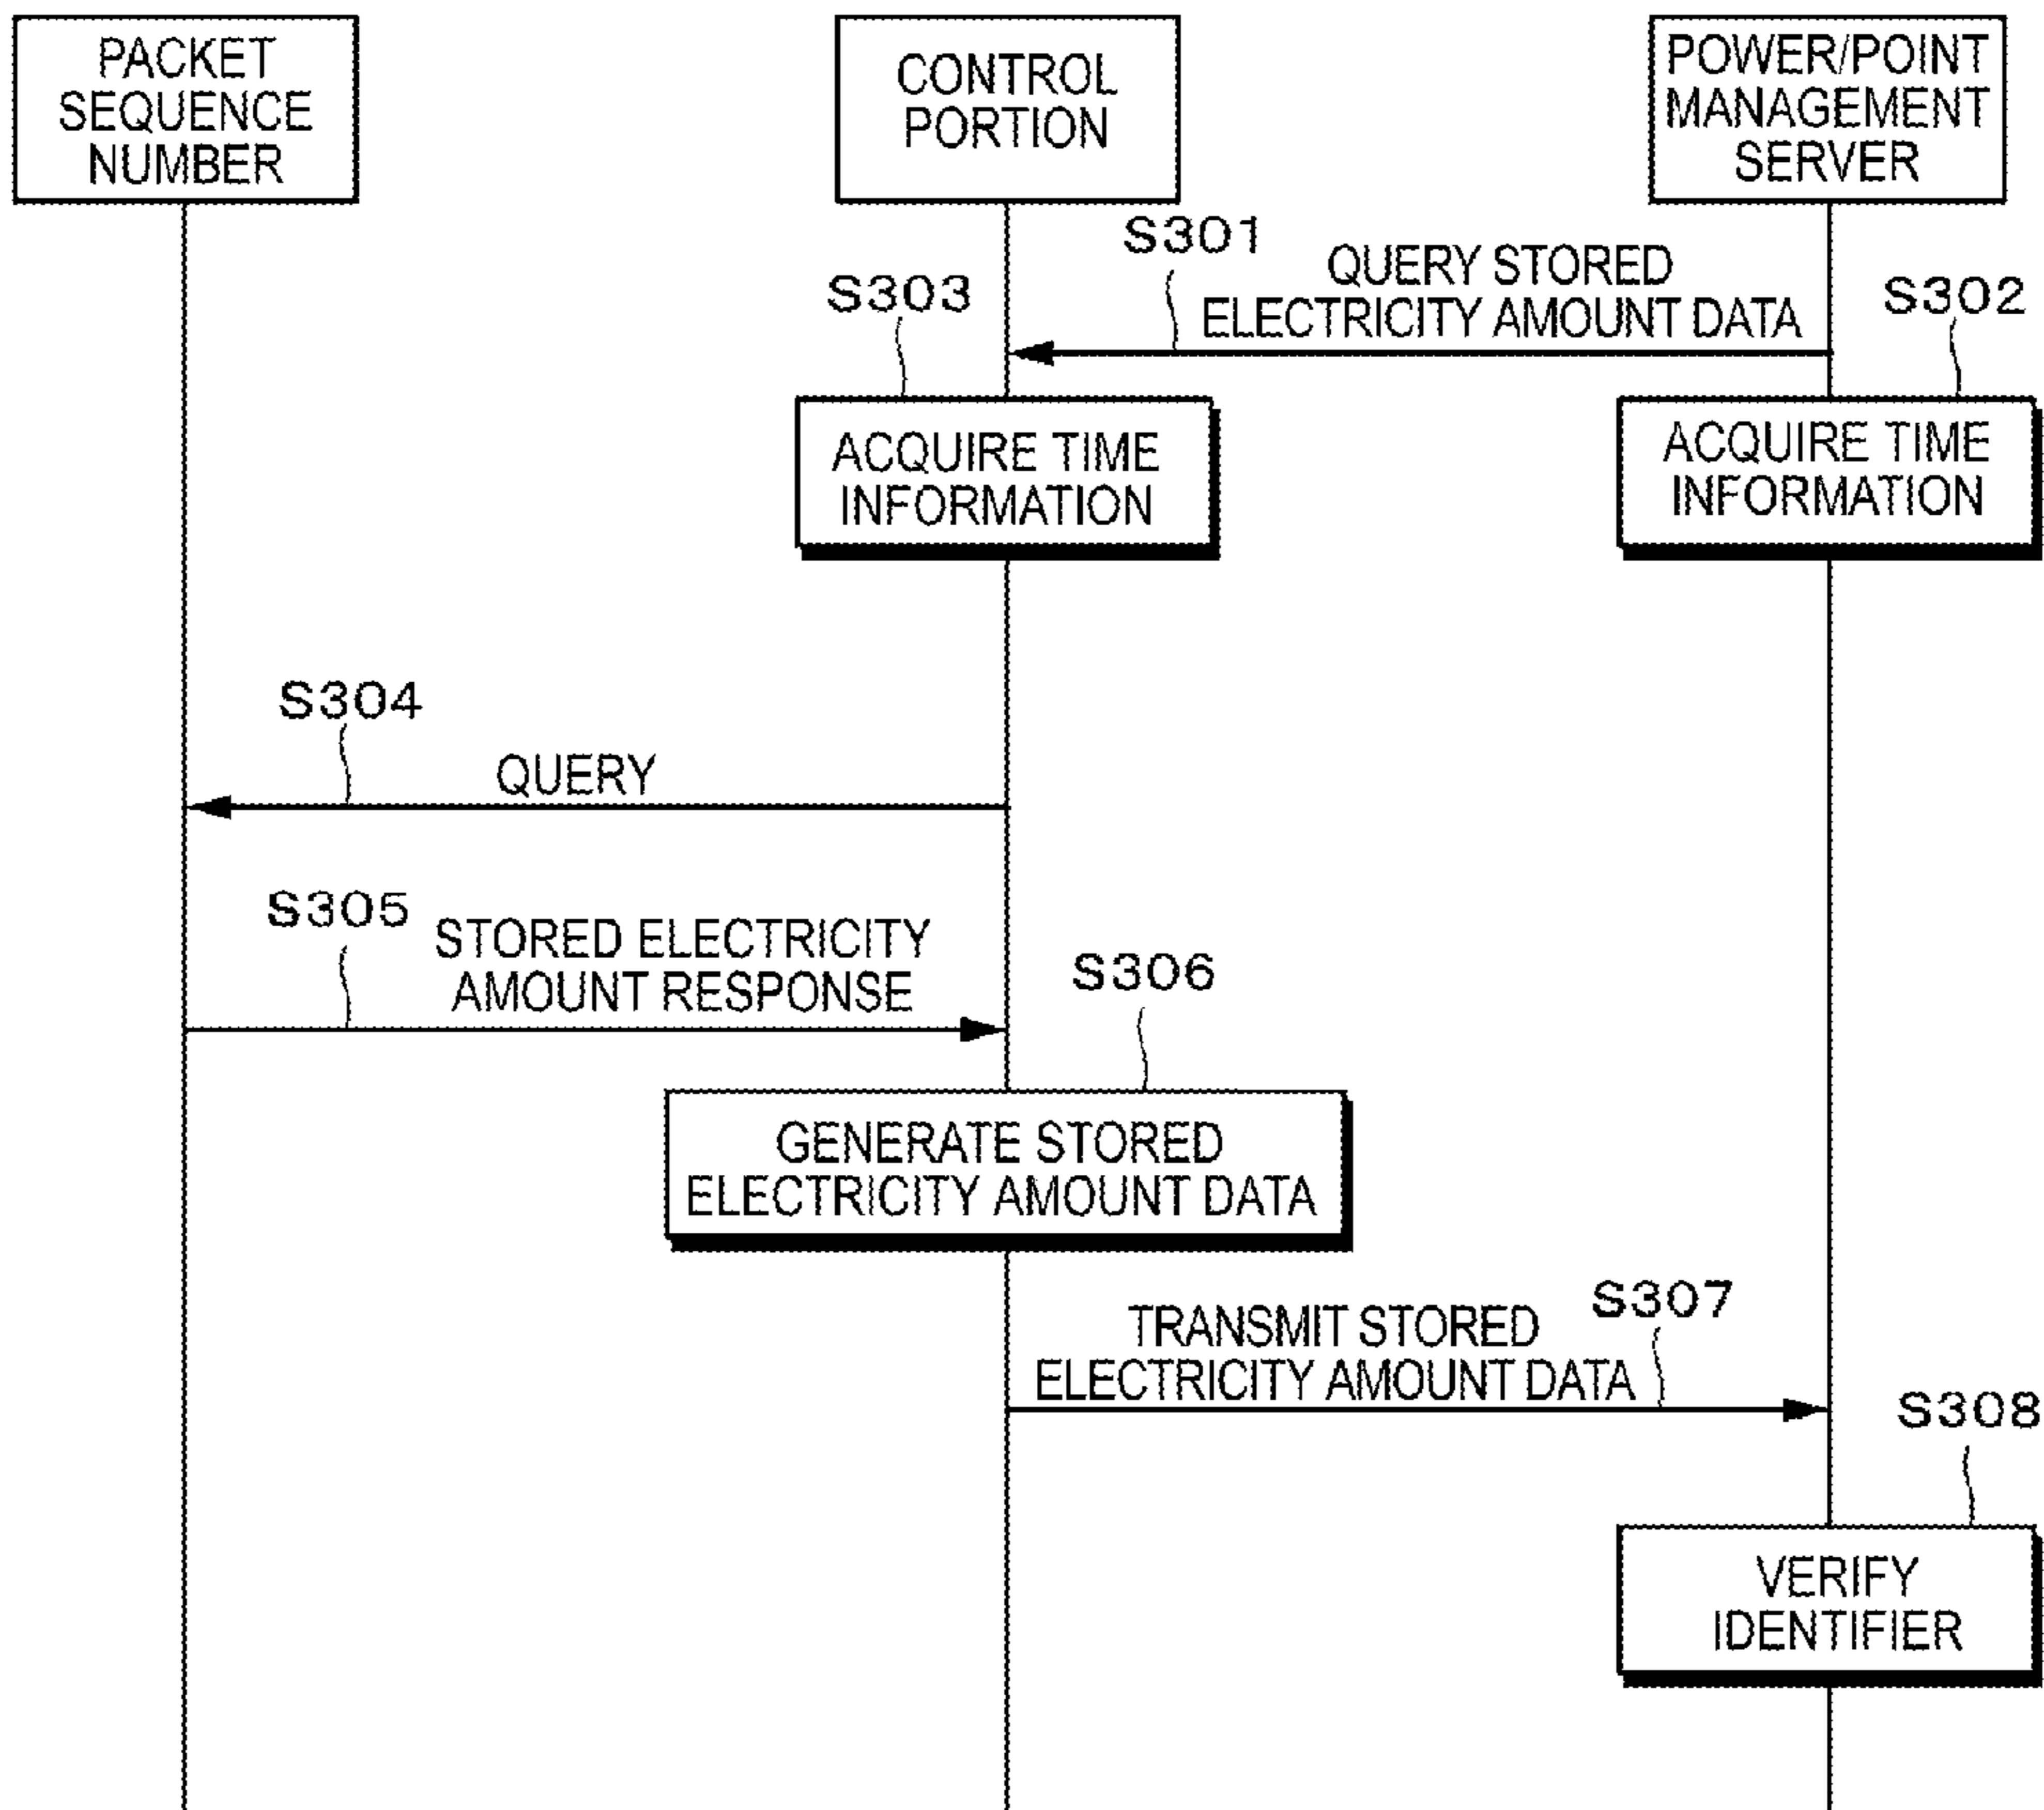 PACKET
SEQUENCE
NUMBER
CONTROL
PORTION
POWER/POINT
MANAGEMENT
SERVER
S301
QUERY STORED
ELECTRICITY AMOUNT DATA
S302
S303
ACQUIRE TIME
INFORMATION
ACQUIRE TIME
INFORMATION
S304
QUERY
S305
STORED ELECTRICITY
AMOUNT RESPONSE
S306
GENERATE STORED
ELECTRICITY AMOUNT DATA
S307
TRANSMIT STORED
ELECTRICITY AMOUNT DATA
S308
VERIFY
IDENTIFIER